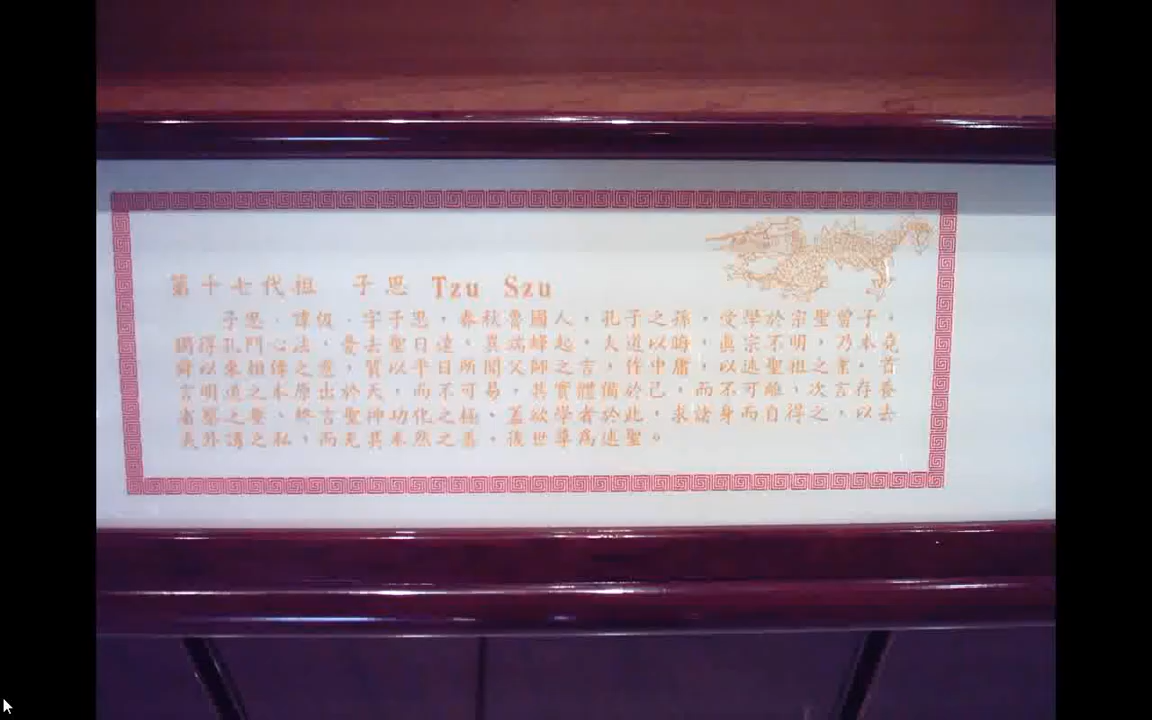 第十七代祖 子思 Tzu Szu
子思，諱伋，字子思，春秋魯國人，孔子之孫，受學於宗聖曾子，
獨得孔門心法，憂去聖日遠，異端蜂起，大道以晦，真宗不明，乃本堯
舜以來相傳之意，質以平日所聞父師之言，作中庸，以述聖祖之業，首
言明道之本原出於天，而不可易，其實體備於己，而不可離，次言存養
省察之要，終言聖神功化之極，蓋欲學者於此，求諸身而自得之，以去
夫外誘之私，而充其本然之善，後世尊為述聖。